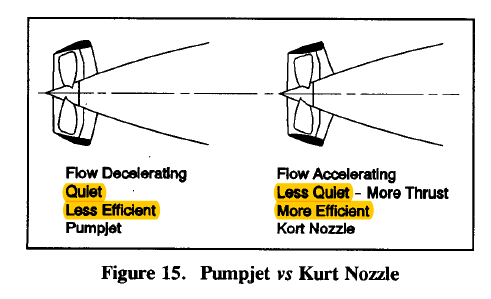 Flow Decelerating
Quiet
Less Efficient
Pumpjet
Flow Accelerating
Less Quiet - More Thrust
More Efficient
Kort Nozzle
Figure 15. Pumpjet vs Kurt Nozzle